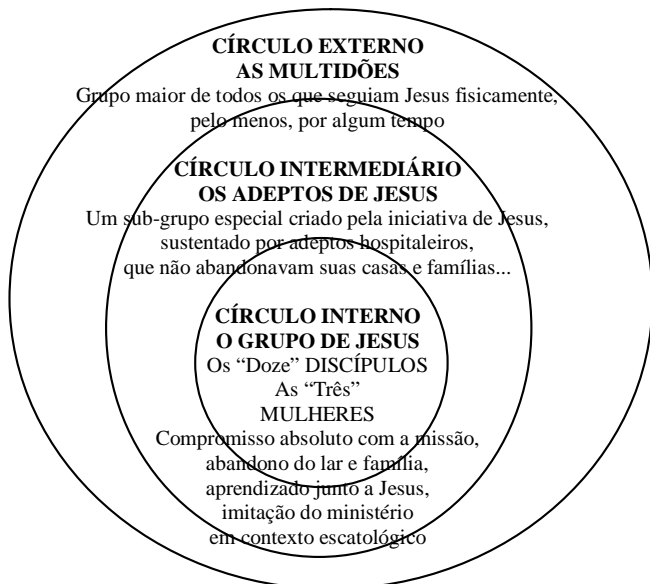 CÍRCULO EXTERNO
AS MULTIDÕES
Grupo maior de todos os que seguiam Jesus fisicamente,
pelo menos, por algum tempo
CÍRCULO INTERMEDIÁRIO
OS ADEPTOS DE JESUS
Um sub-grupo especial criado pela iniciativa de Jesus,
sustentado por adeptos hospitaleiros,
que não abandonavam suas casas e famílias...
CÍRCULO INTERNO
O GRUPO DE JESUS
Os “Doze” DISCÍPULOS
As “Três”
MULHERES
Compromisso absoluto com a missão,
abandono do lar e família,
aprendizado junto a Jesus,
imitação do ministério
em contexto escatológico